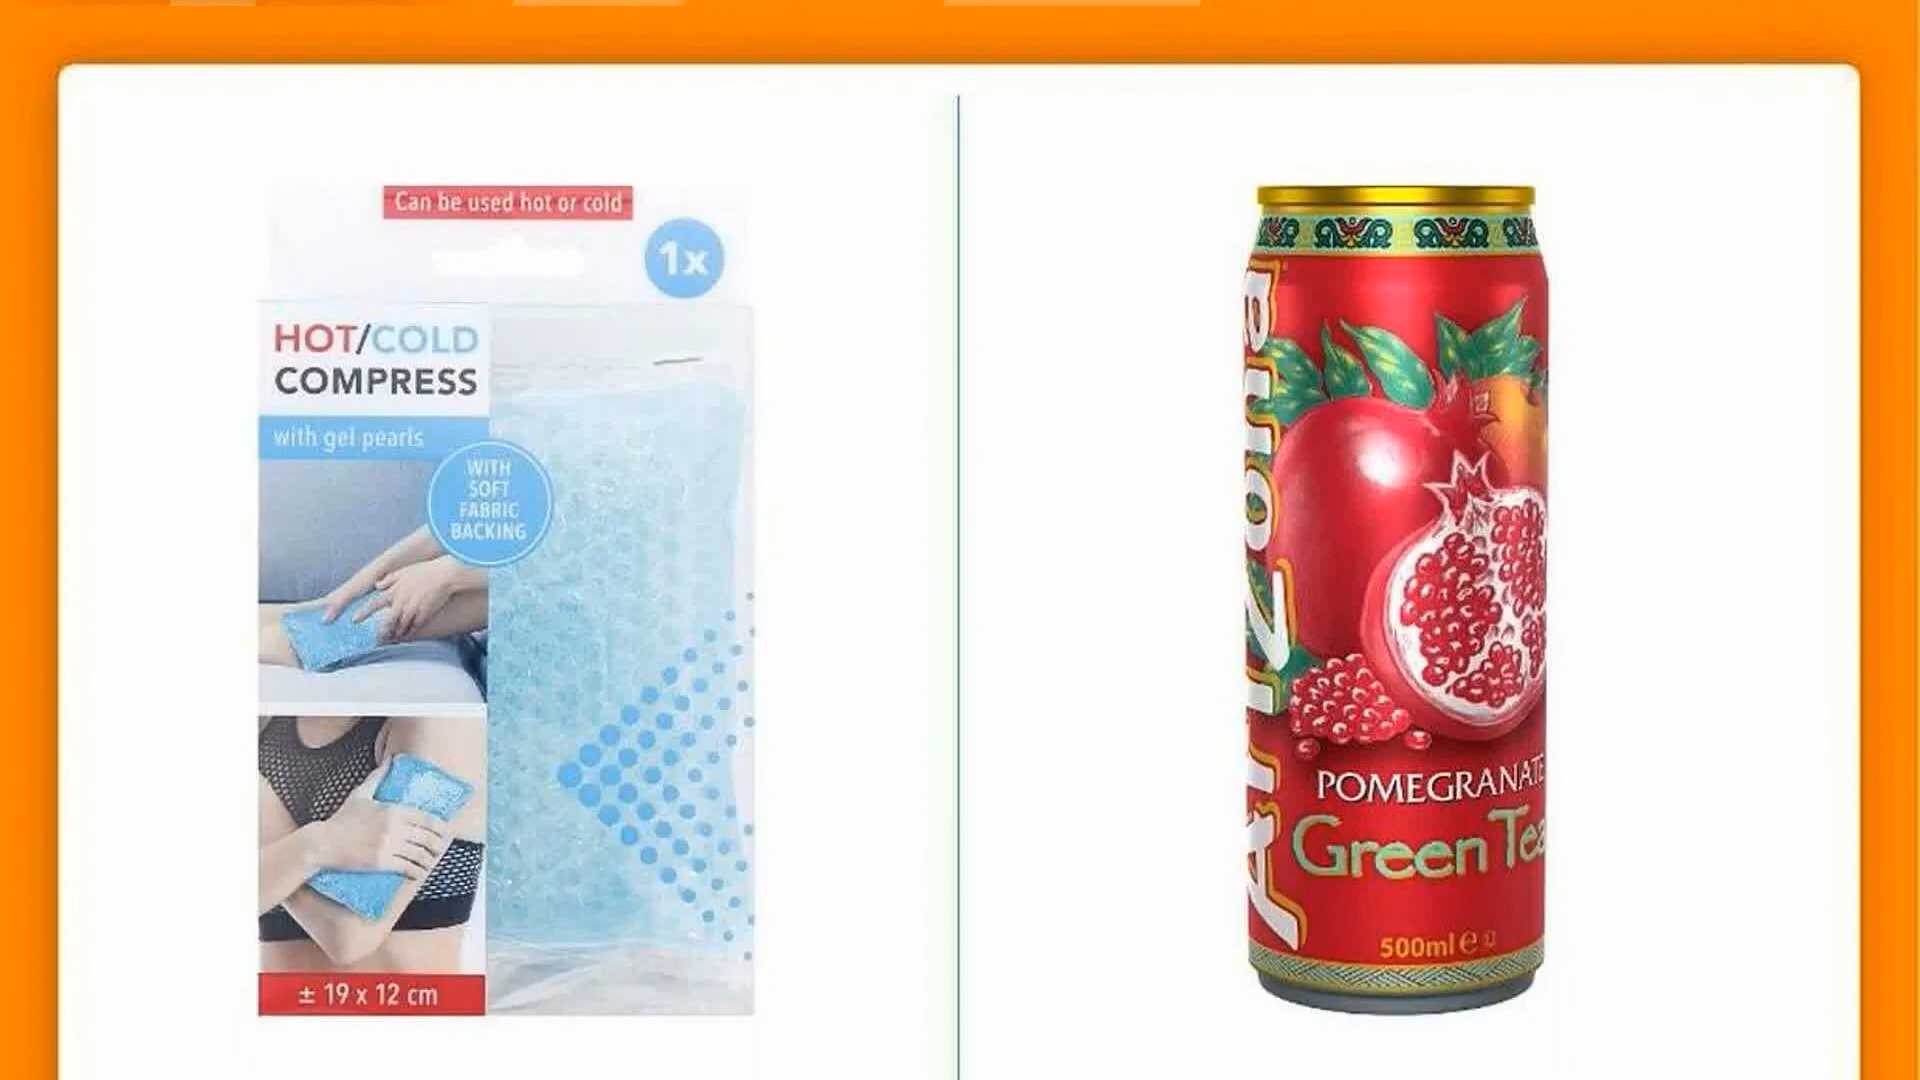 Can be used hot or cold
1x
HOT/COLD
COMPRESS
with gel pearls
WITH
SOFT
FABRIC
BACKING
± 19 x 12 cm
Arizona
POMEGRANATE
Green Tea
500ml e